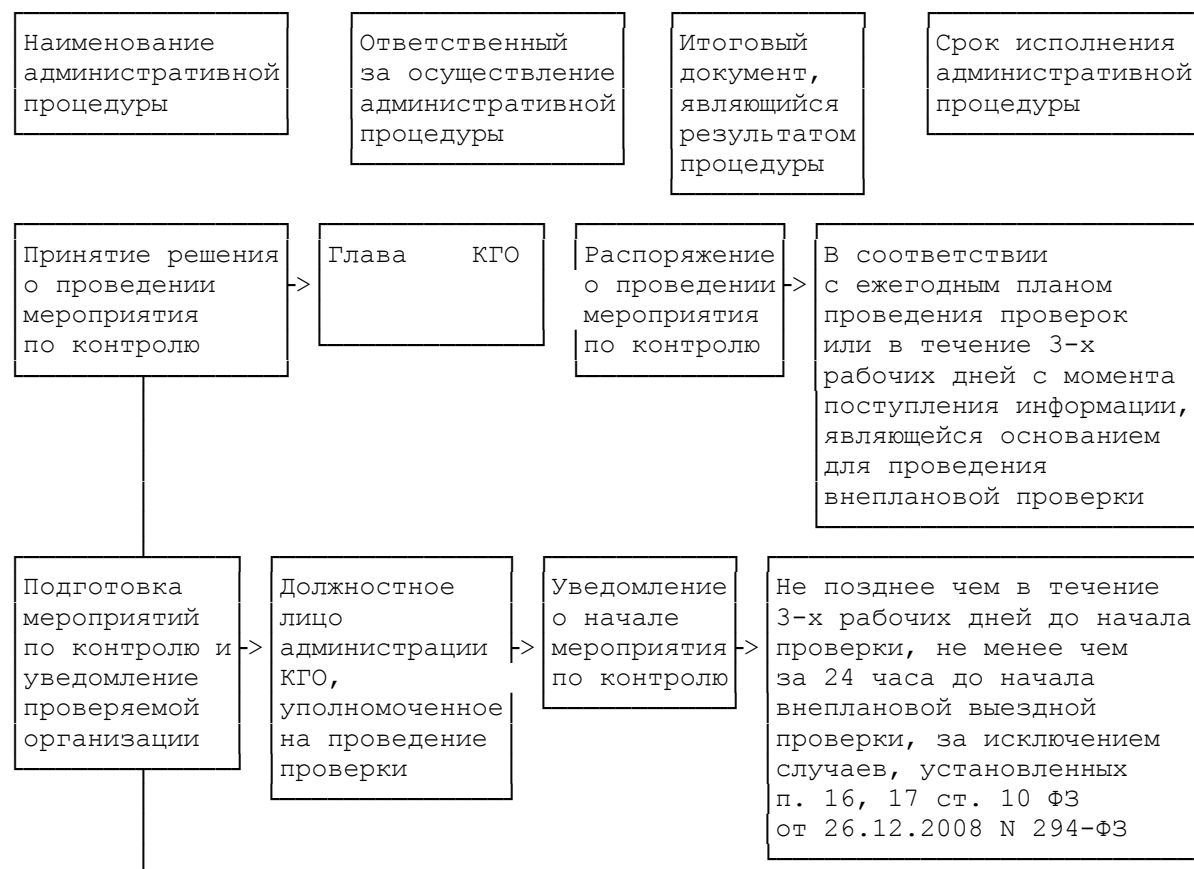 Наименование
административной
процедуры
Ответственный
за осуществление
административной
процедуры
Итоговый
документ,
являющийся
результатом
процедуры
Срок исполнения
административной
процедуры
Принятие решения
о проведении
мероприятия
по контролю
->
Глава КГО
Распоряжение
о проведении
мероприятия
по контролю
->
В соответствии
с ежегодным планом
проведения проверок
или в течение 3-х
рабочих дней с момента
поступления информации,
являющейся основанием
для проведения
внеплановой проверки
Подготовка
мероприятий
по контролю и
уведомление
проверяемой
организации
->
Должностное
лицо
администрации
КГО,
уполномоченное
на проведение
проверки
->
Уведомление
о начале
мероприятия
по контролю
->
Не позднее чем в течение
3-х рабочих дней до начала
проверки, не менее чем
за 24 часа до начала
внеплановой выездной
проверки, за исключением
случаев, установленных
п. 16, 17 ст. 10 ФЗ
от 26.12.2008 N 294-ФЗ